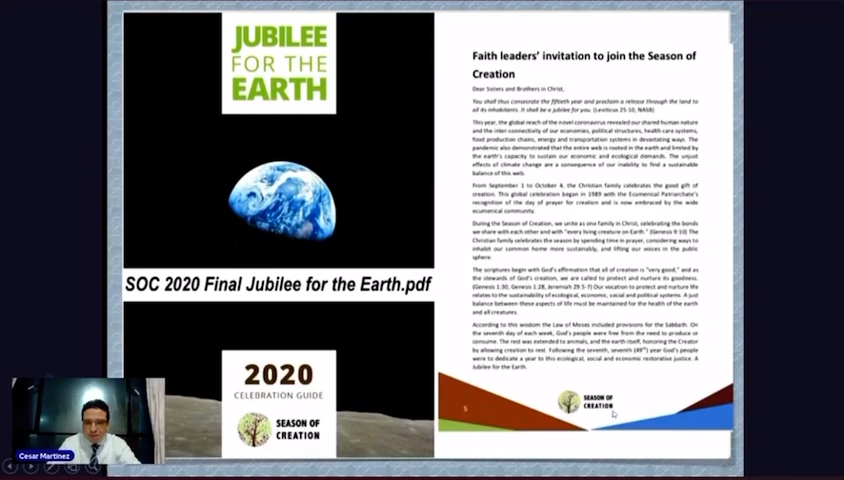 JUBILEE
FOR THE
EARTH
SOC 2020 Final Jubilee for the Earth.pdf
2020
CELEBRATION GUIDE
SEASON OF
CREATION
Faith leaders' invitation to join the Season of
Creation
Dear Sisters and Brothers in Christ,
You shall thus consecrate the fiftieth year and proclaim a release through the land to
all its inhabitants. It shall be a jubilee for you. (Leviticus 25:10, NASB)
This year, the global reach of the novel coronavirus revealed our shared human nature
and the inter-connectivity of our economies, political structures, health care systems,
food production chains, energy and transportation systems in devastating ways. The
pandemic also demonstrated that the entire web is rooted in the earth and limited by
the earth's capacity to sustain our economic and ecological demands. The unjust
effects of climate change are a consequence of our inability to find a sustainable
balance of this web.
From September 1 to October 4, the Christian family celebrates the good gift of
creation. This global celebration began in 1989 with the Ecumenical Patriarchate's
recognition of the day of prayer for creation and is now embraced by the wide
ecumenical community.
During the Season of Creation, we unite as one family in Christ, celebrating the bonds
we share with each other and with "every living creature on Earth." (Genesis 9:10) The
Christian family celebrates the season by spending time in prayer, considering ways to
inhabit our common home more sustainably, and lifting our voices in the public
sphere.
The scriptures begin with God's affirmation that all of creation is "very good," and as
the stewards of God's creation, we are called to protect and nurture its goodness.
(Genesis 1:30, Genesis 1:28, Jeremiah 29:5-7) Our vocation to protect and nurture life
relates to the sustainability of ecological, economic, social and political systems. A just
balance between these aspects of life must be maintained for the health of the earth
and all creatures.
According to this wisdom the Law of Moses included provisions for the Sabbath. On
the seventh day of each week, God's people were free from the need to produce or
consume. The rest was extended to animals, and the earth itself, honoring the Creator
by allowing creation to rest. Following the seventh, seventh (49th) year God's people
were to dedicate a year to this ecological, social and economic restorative justice. A
Jubilee for the Earth.
5
SEASON OF
CREATION
Cesar Martinez